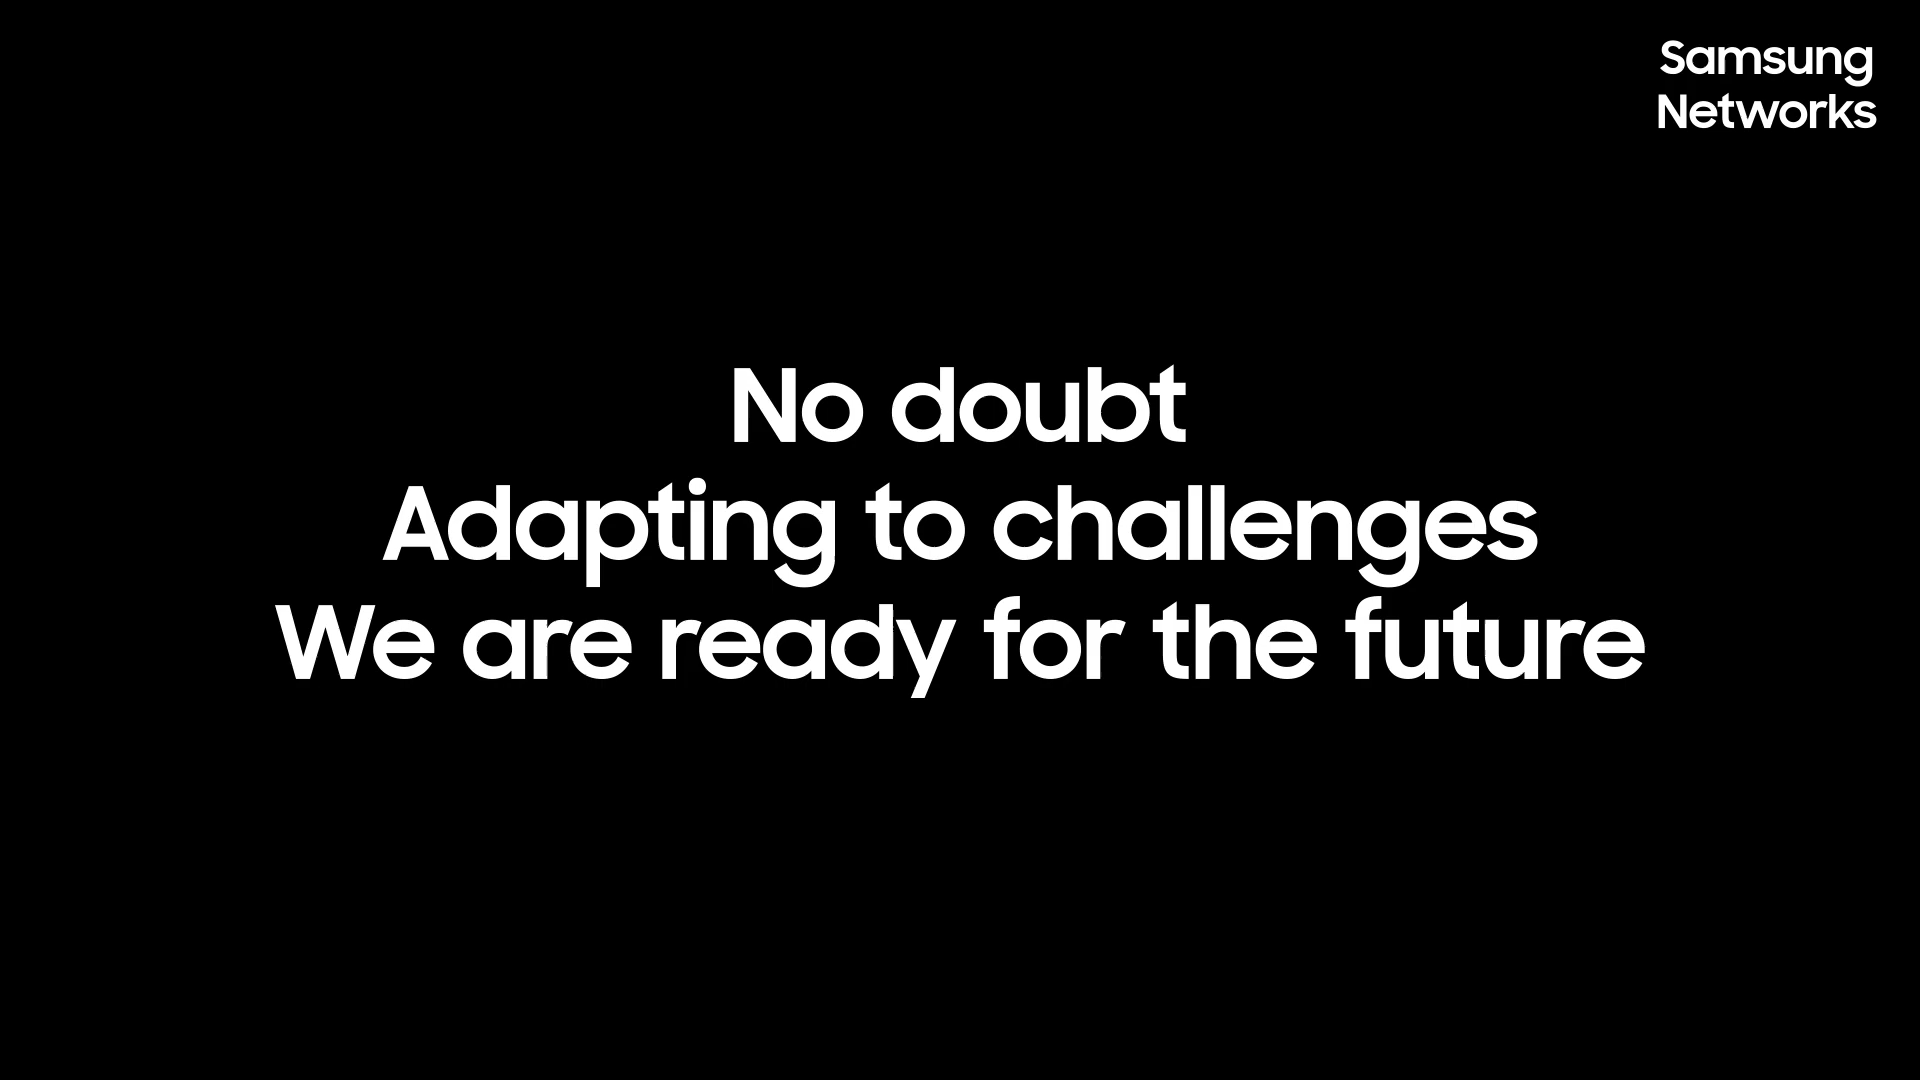 Samsung
Networks
No doubt
Adapting to challenges
We are ready for the future